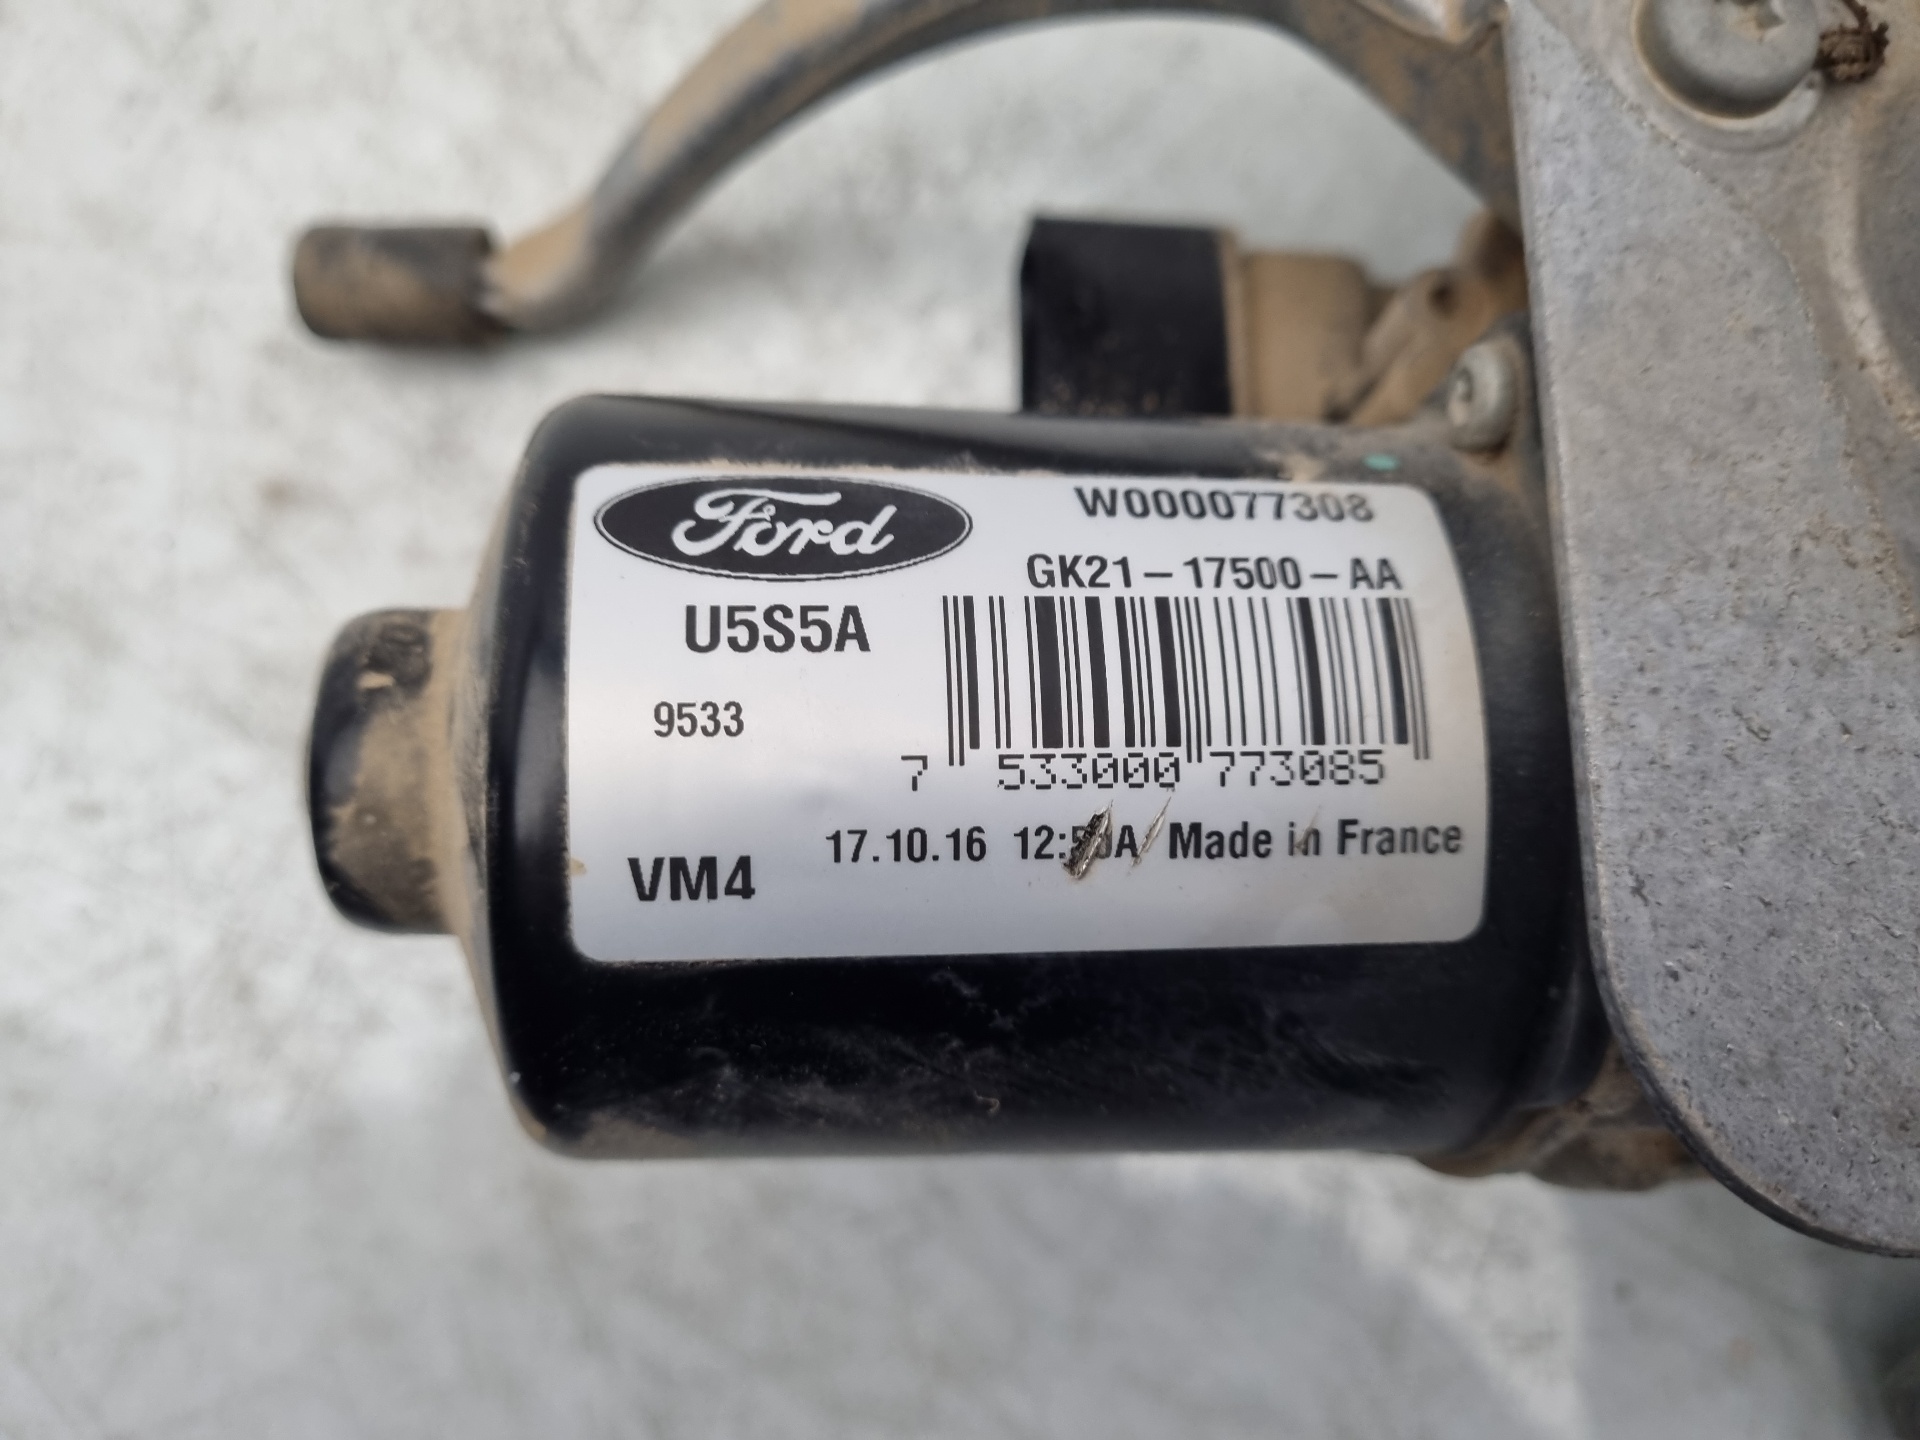 Ford
W000077308
GK21-17500-AA
U5S5A
9533
7 533000 773085
17.10.16 Made in France
VM4